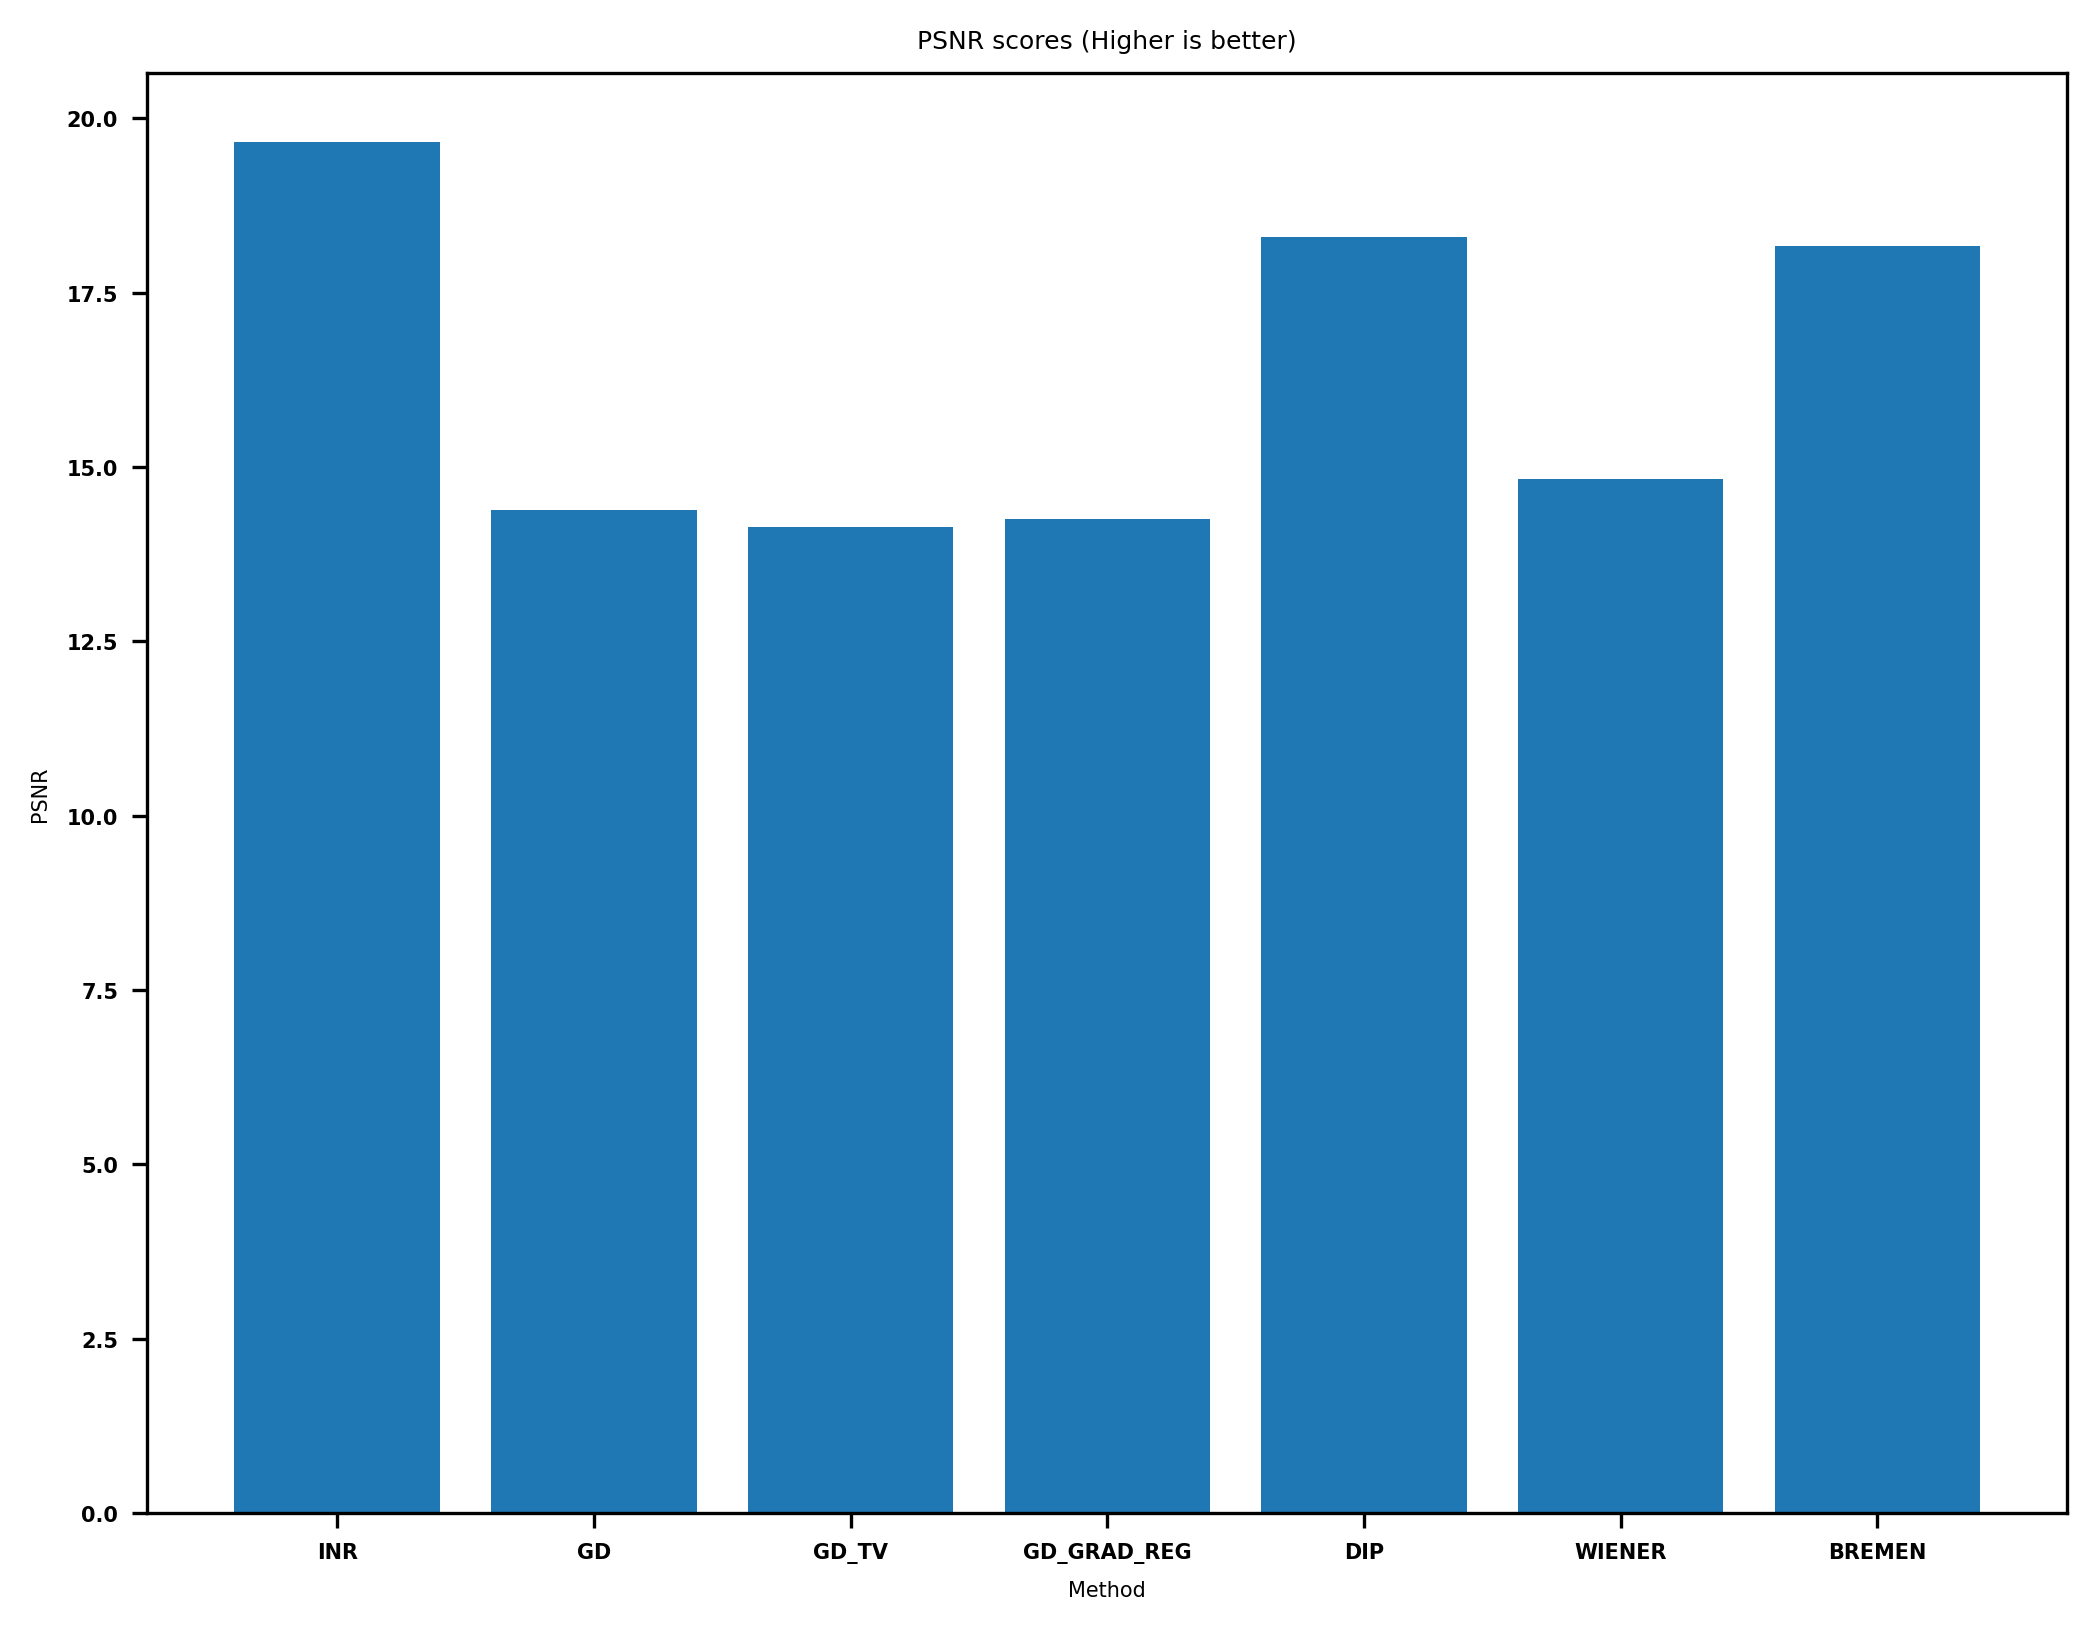 PSNR scores (Higher is better)
PSNR
20.0
17.5
15.0
12.5
10.0
7.5
5.0
2.5
0.0
INR GD GD_TV GD_GRAD_REG DIP WIENER BREMEN
Method